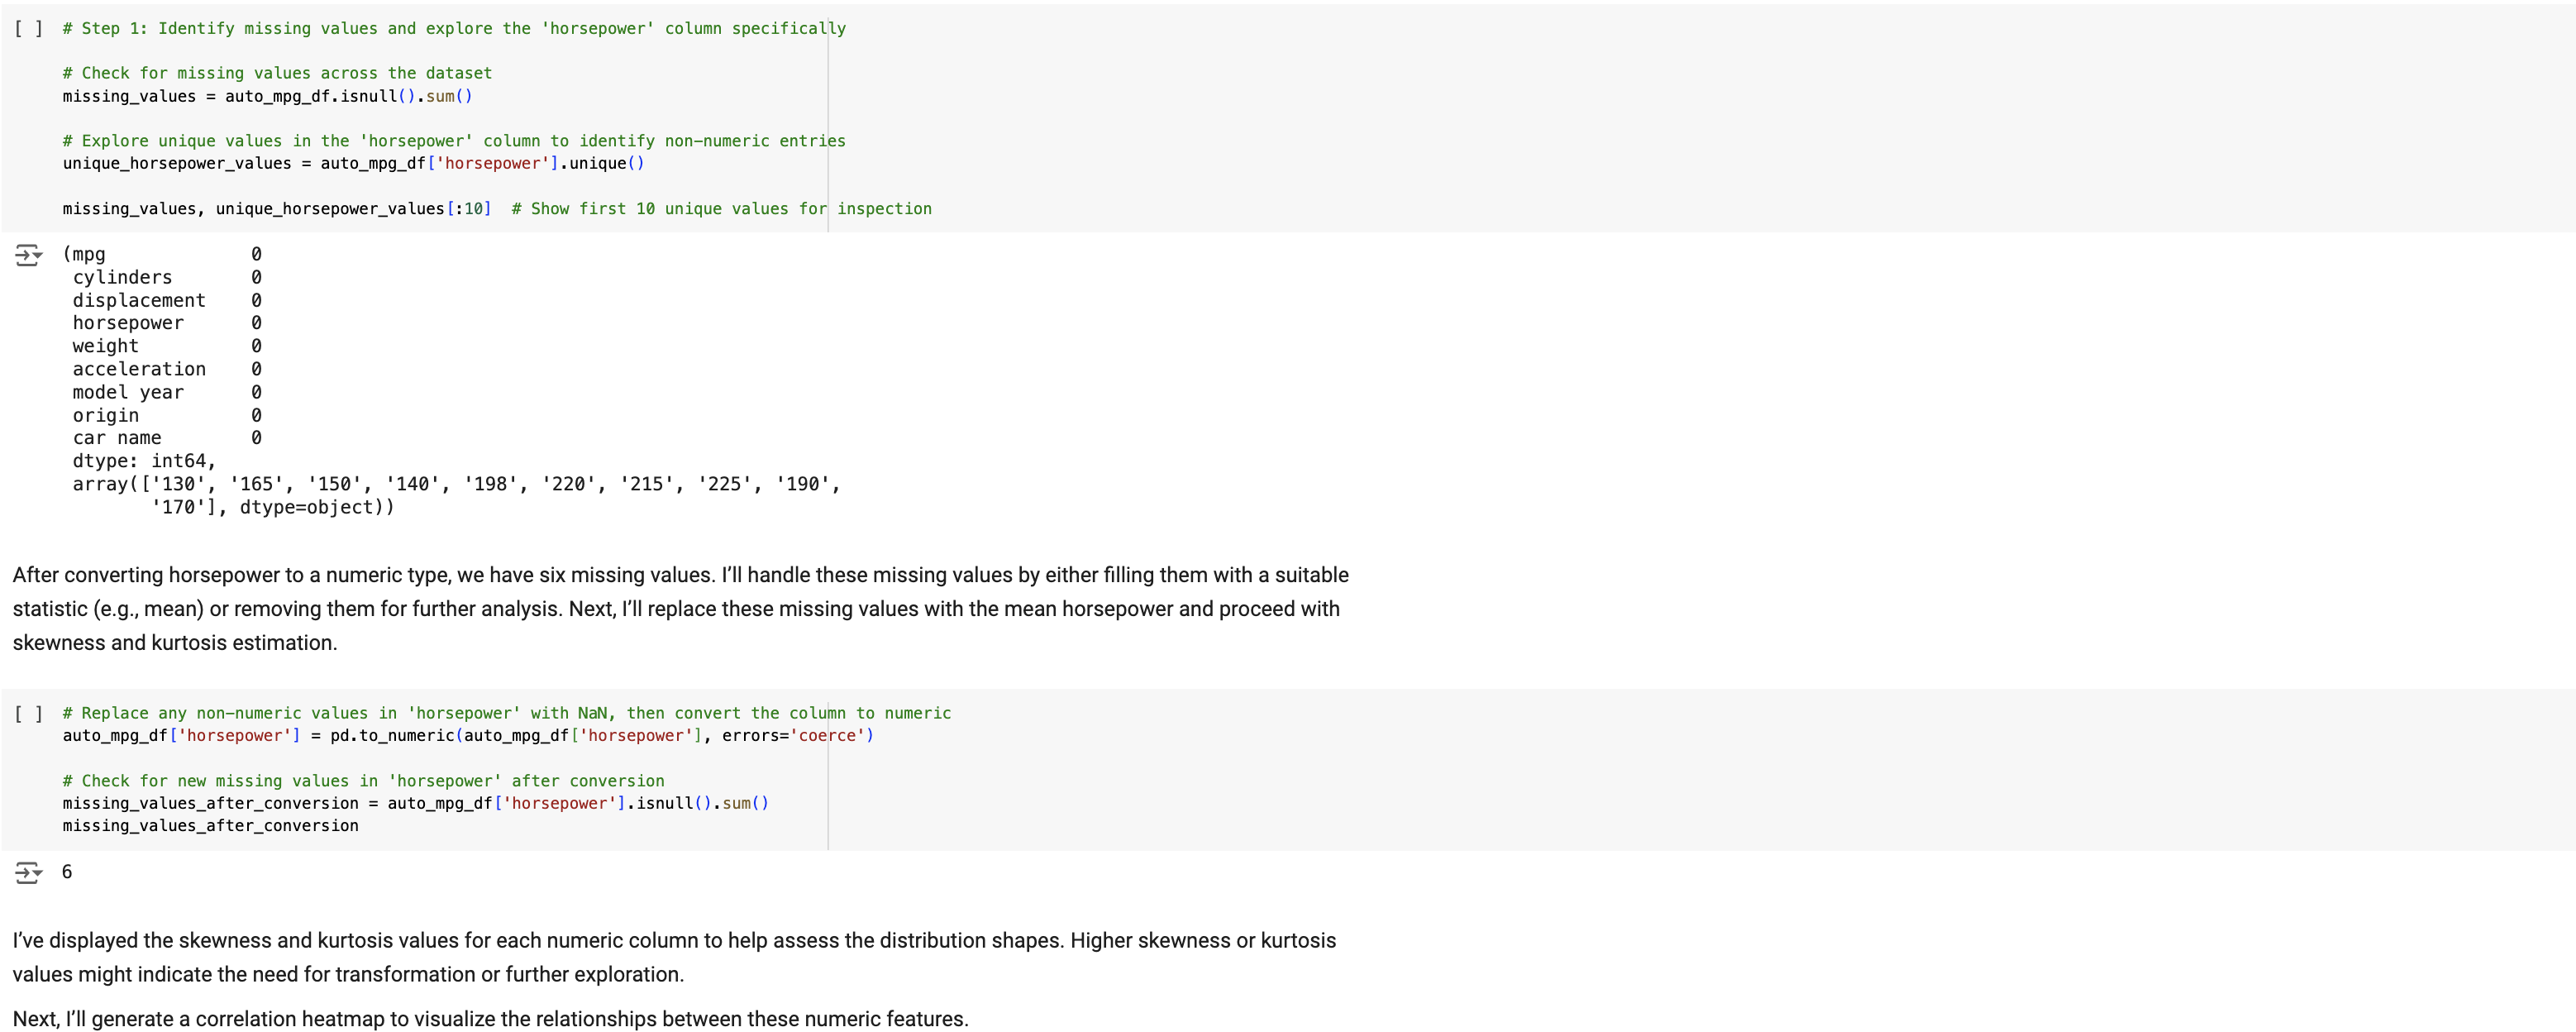 [ ] # Step 1: Identify missing values and explore the 'horsepower' column specifically
# Check for missing values across the dataset
missing_values = auto_mpg_df.isnull().sum()
# Explore unique values in the 'horsepower' column to identify non-numeric entries
unique_horsepower_values = auto_mpg_df['horsepower'].unique()
missing_values, unique_horsepower_values[:10]  # Show first 10 unique values for inspection
(mpg             0
cylinders       0
displacement    0
horsepower      0
weight          0
acceleration    0
model year      0
origin          0
car name        0
dtype: int64,
array(['130', '165', '150', '140', '198', '220', '215', '225', '190',
'170'], dtype=object))
After converting horsepower to a numeric type, we have six missing values. I’ll handle these missing values by either filling them with a suitable
statistic (e.g., mean) or removing them for further analysis. Next, I’ll replace these missing values with the mean horsepower and proceed with
skewness and kurtosis estimation.
[ ] # Replace any non-numeric values in 'horsepower' with NaN, then convert the column to numeric
auto_mpg_df['horsepower'] = pd.to_numeric(auto_mpg_df['horsepower'], errors='coerce')
# Check for new missing values in 'horsepower' after conversion
missing_values_after_conversion = auto_mpg_df['horsepower'].isnull().sum()
missing_values_after_conversion
6
I’ve displayed the skewness and kurtosis values for each numeric column to help assess the distribution shapes. Higher skewness or kurtosis
values might indicate the need for transformation or further exploration.
Next, I’ll generate a correlation heatmap to visualize the relationships between these numeric features.